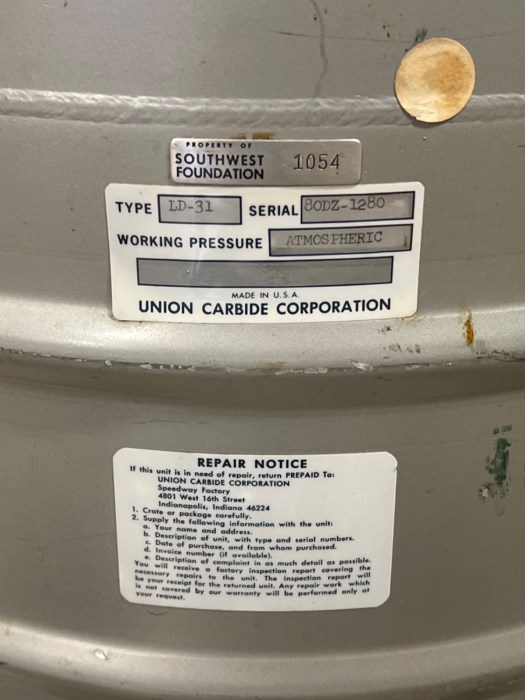 PROPERTY OF
SOUTHWEST
FOUNDATION 1054
TYPE LD-31 SERIAL 80DZ-1280
WORKING PRESSURE ATMOSPHERIC
MADE IN U.S.A.
UNION CARBIDE CORPORATION
REPAIR NOTICE
If this unit is in need of repair, return PREPAID To:
UNION CARBIDE CORPORATION
Speedway Factory
4801 West 16th Street
Indianapolis, Indiana 46224
1. Crate or package carefully.
2. Supply the following information with the unit:
a. Your name and address.
b. Description of unit, with type and serial numbers.
c. Date of purchase, and from whom purchased.
d. Invoice number (if available).
e. Description of complaint in as much detail as possible.
You will receive a factory inspection report covering the
necessary repairs to the unit. The inspection report will
be your receipt for the returned unit. Any repair work which
is not covered by our warranty will be performed only at
your request.